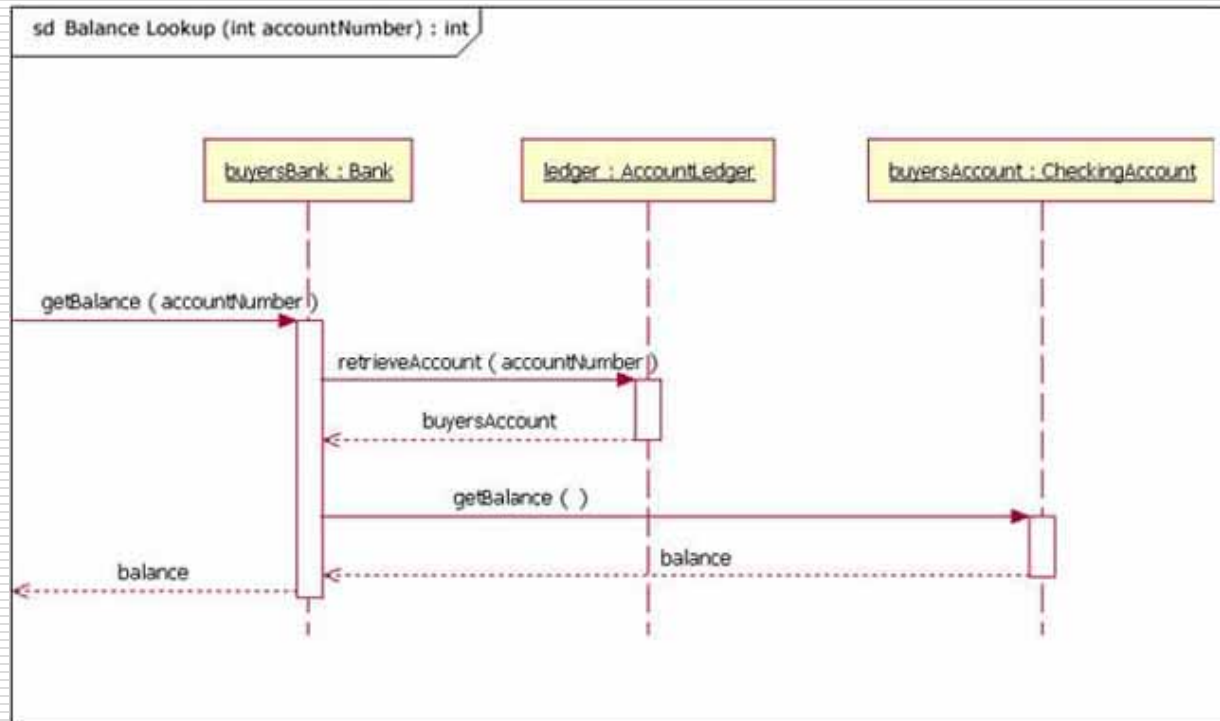 sd Balance Lookup (int accountNumber) : int
buyersBank : Bank
ledger : AccountLedger
buyersAccount : CheckingAccount
getBalance ( accountNumber )
retrieveAccount ( accountNumber )
buyersAccount
getBalance ( )
balance
balance